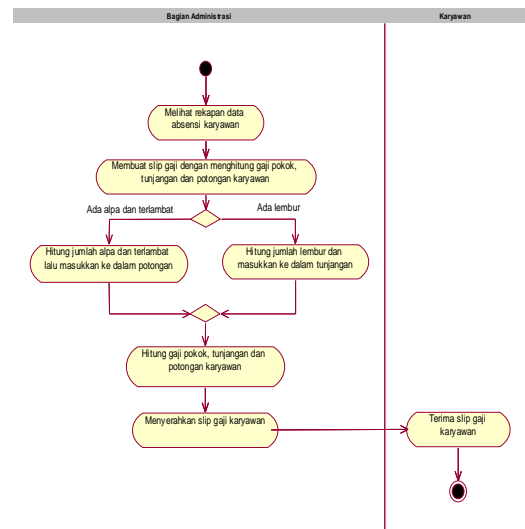 Bagian Administrasi
Karyawan
Melihat rekapan data
absensi karyawan
Membuat slip gaji dengan menghitung gaji pokok,
tunjangan dan potongan karyawan
Ada alpa dan terlambat
Ada lembur
Hitung jumlah alpa dan terlambat
lalu masukkan ke dalam potongan
Hitung jumlah lembur dan
masukkan ke dalam tunjangan
Hitung gaji pokok, tunjangan dan
potongan karyawan
Menyerahkan slip gaji karyawan
Terima slip gaji
karyawan